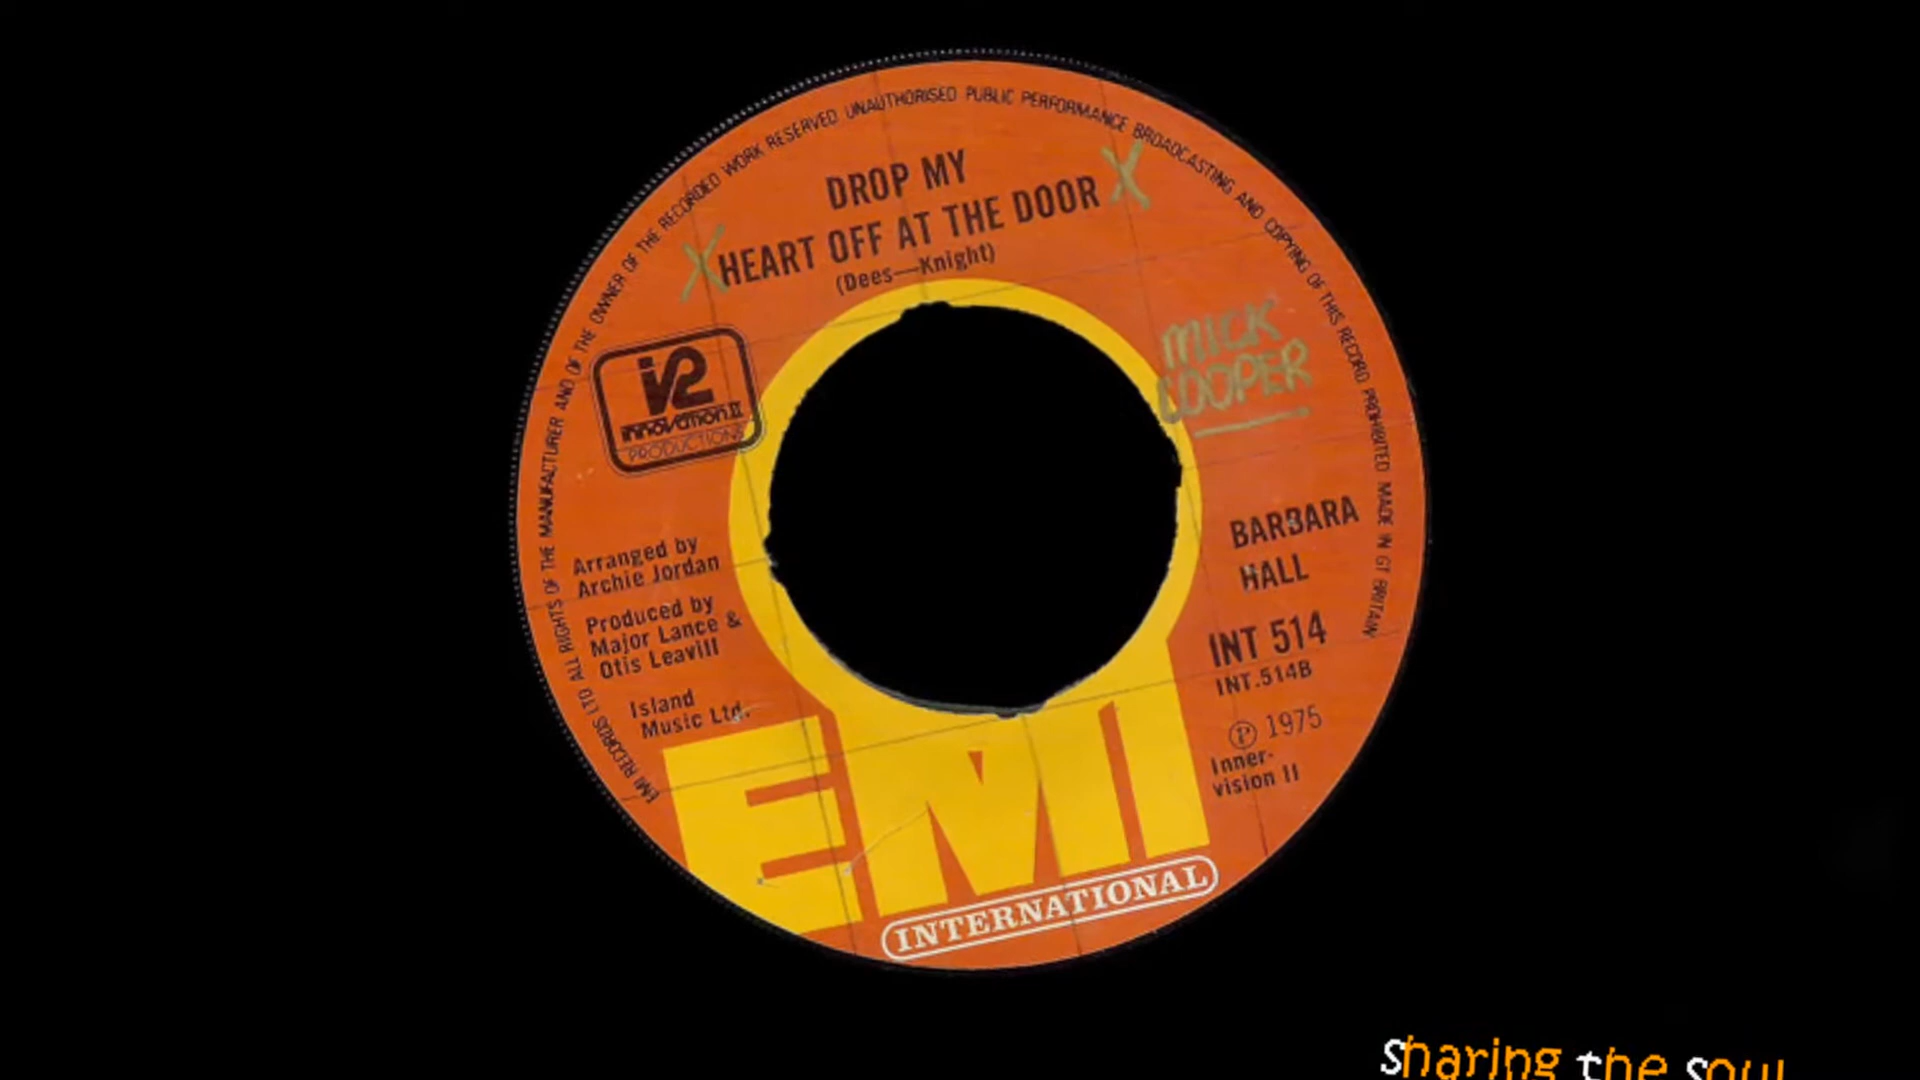 EMI RECORDS LTD ALL RIGHTS OF THE MANUFACTURER AND OF THE OWNER OF THE RECORDED WORK RESERVED UNAUTHORISED PUBLIC PERFORMANCE BROADCASTING AND COPYING OF THIS RECORD PROHIBITED MADE IN GT BRITAIN
DROP MY
X HEART OFF AT THE DOOR X
(Dees—Knight)
MICK
COOPER
i2
innovation II
PRODUCTIONS
BARBARA
HALL
Arranged by
Archie Jordan
Produced by
Major Lance &
Otis Leavill
INT 514
INT.514B
Island
Music Ltd.
℗ 1975
Inner-
vision II
EMI
INTERNATIONAL
sharing the soul